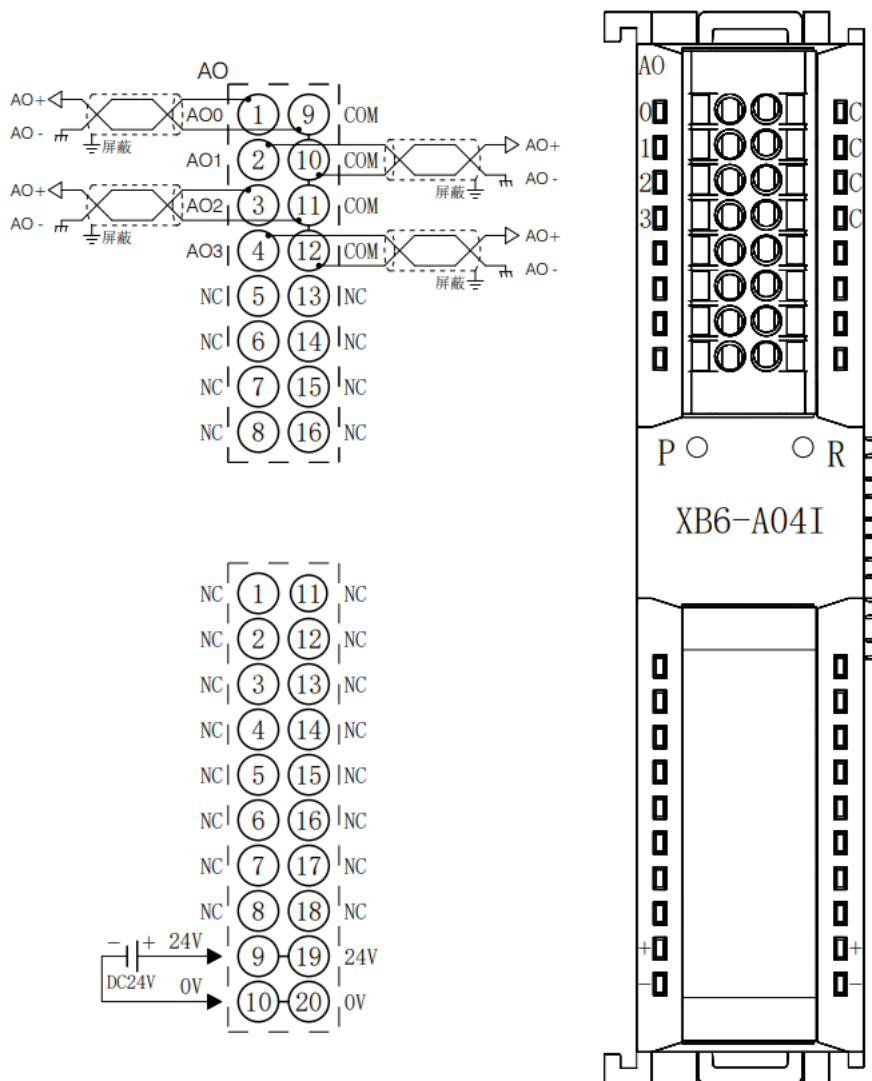 AO
AO+ AO0 1 9 COM
AO- 屏蔽
AO1 2 10 COM AO+
屏蔽 AO-
AO+ AO2 3 11 COM
AO- 屏蔽
AO3 4 12 COM AO+
屏蔽 AO-
NC 5 13 NC
NC 6 14 NC
NC 7 15 NC
NC 8 16 NC
NC 1 11 NC
NC 2 12 NC
NC 3 13 NC
NC 4 14 NC
NC 5 15 NC
NC 6 16 NC
NC 7 17 NC
NC 8 18 NC
- + 24V 9 19 24V
DC24V 0V 10 20 0V
AO
0 C
1 C
2 C
3 C
P R
XB6-A04I
+ +
- -